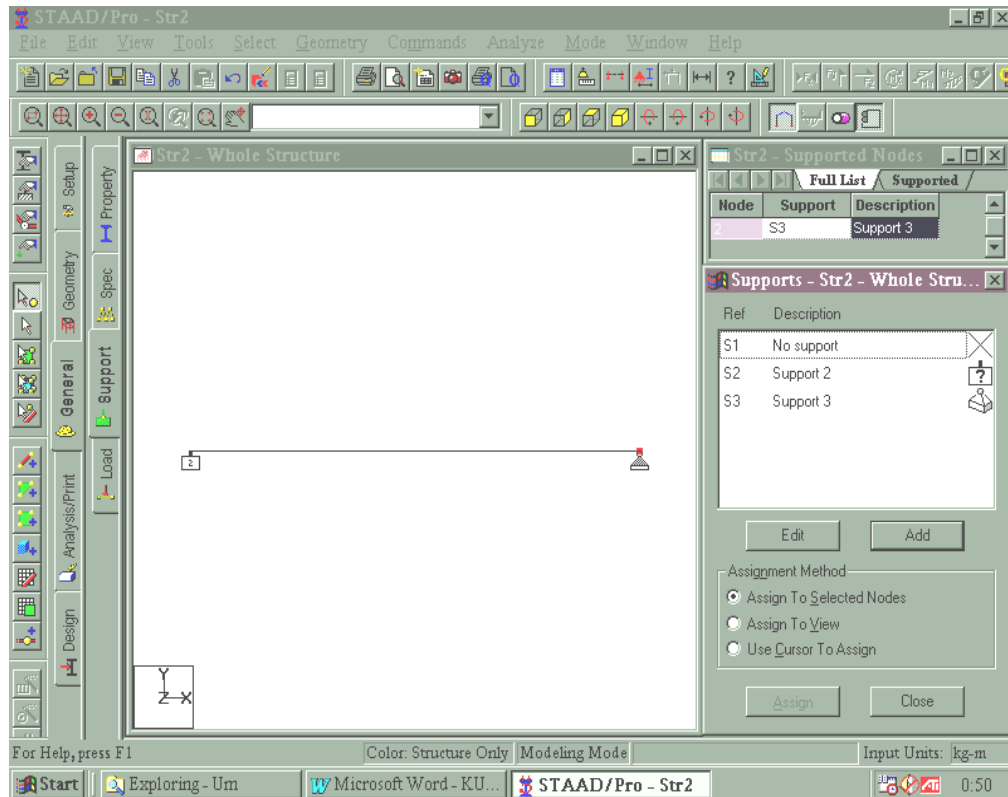 STAAD/Pro - Str2
File Edit View Tools Select Geometry Commands Analyze Mode Window Help
?
Setup
Geometry
General
Analysis/Print
Design
Property
Spec
Support
Load
Str2 - Whole Structure
2
Y
Z X
Str2 - Supported Nodes
Full List Supported
Node Support Description
2 S3 Support 3
Supports - Str2 - Whole Stru...
Ref Description
S1 No support
S2 Support 2 ?
S3 Support 3
Edit Add
Assignment Method
Assign To Selected Nodes
Assign To View
Use Cursor To Assign
Assign Close
For Help, press F1 Color: Structure Only Modeling Mode Input Units: kg-m
Start Exploring - Um Microsoft Word - KU... STAAD/Pro - Str2 0:50